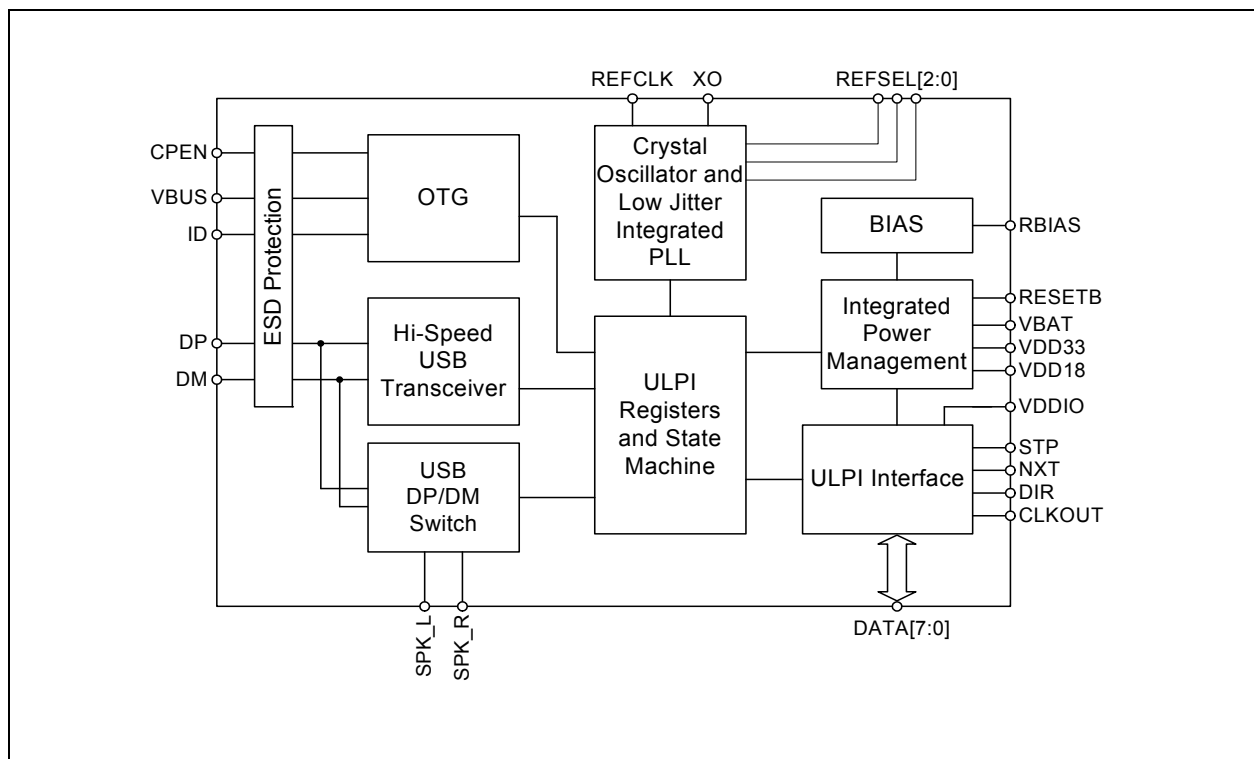 REFCLK XO REFSEL[2:0]
CPEN
VBUS
ID
DP
DM
ESD Protection
OTG
Hi-Speed
USB
Transceiver
USB
DP/DM
Switch
SPK_L
SPK_R
Crystal
Oscillator and
Low Jitter
Integrated
PLL
ULPI
Registers
and State
Machine
BIAS
RBIAS
Integrated
Power
Management
RESETB
VBAT
VDD33
VDD18
VDDIO
ULPI Interface
STP
NXT
DIR
CLKOUT
DATA[7:0]